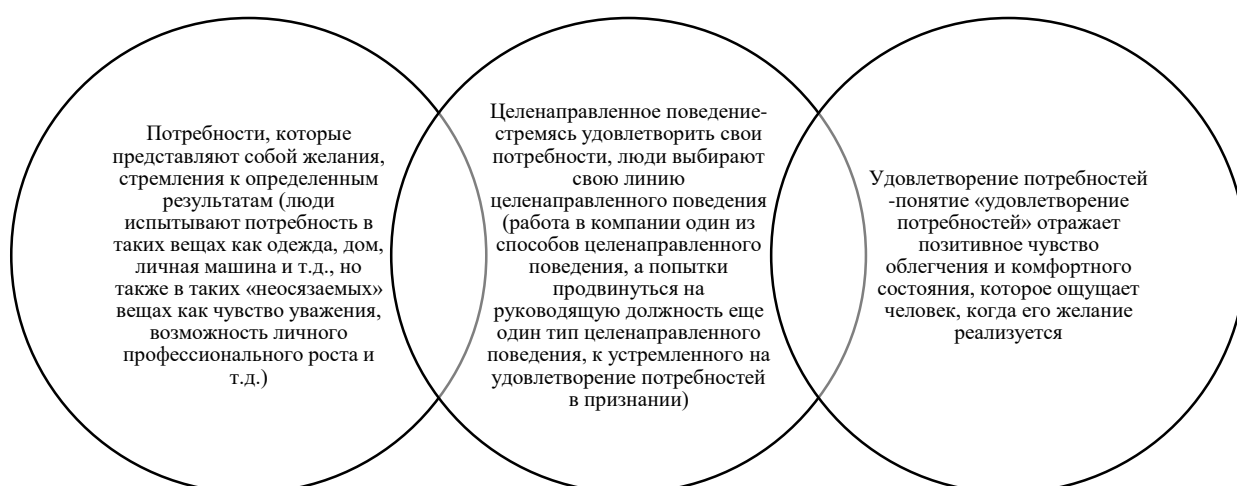 Потребности, которые
представляют собой желания,
стремления к определенным
результатам (люди
испытывают потребность в
таких вещах как одежда, дом,
личная машина и т.д., но
также в таких «неосязаемых»
вещах как чувство уважения,
возможность личного
профессионального роста и
т.д.)
Целенаправленное поведение-
стремясь удовлетворить свои
потребности, люди выбирают
свою линию
целенаправленного поведения
(работа в компании один из
способов целенаправленного
поведения, а попытки
продвинуться на
руководящую должность еще
один тип целенаправленного
поведения, к устремленного на
удовлетворение потребностей
в признании)
Удовлетворение потребностей
-понятие «удовлетворение
потребностей» отражает
позитивное чувство
облегчения и комфортного
состояния, которое ощущает
человек, когда его желание
реализуется